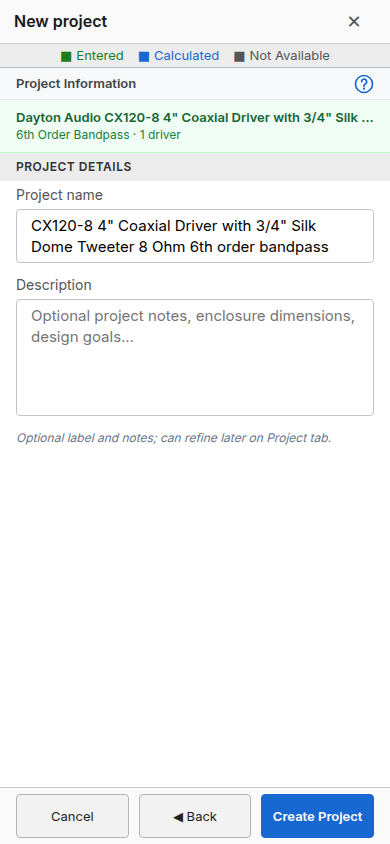 New project
✕
Entered
Calculated
Not Available
Project Information
?
Dayton Audio CX120-8 4" Coaxial Driver with 3/4" Silk ...
6th Order Bandpass · 1 driver
PROJECT DETAILS
Project name
CX120-8 4" Coaxial Driver with 3/4" Silk
Dome Tweeter 8 Ohm 6th order bandpass
Description
Optional project notes, enclosure dimensions,
design goals...
Optional label and notes; can refine later on Project tab.
Cancel
◀ Back
Create Project